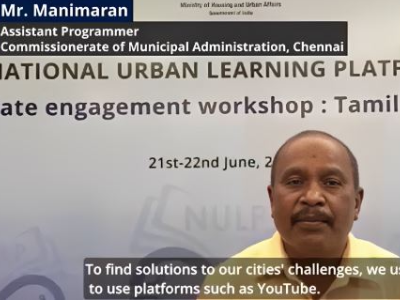 Mr. Manimaran
Ministry of Housing and Urban Affairs
Government of India
Assistant Programmer
Commissionerate of Municipal Administration, Chennai
NATIONAL URBAN LEARNING PLATF
ate engagement workshop : Tamil
21st-22nd June, 2
NULP
To find solutions to our cities' challenges, we us
to use platforms such as YouTube.